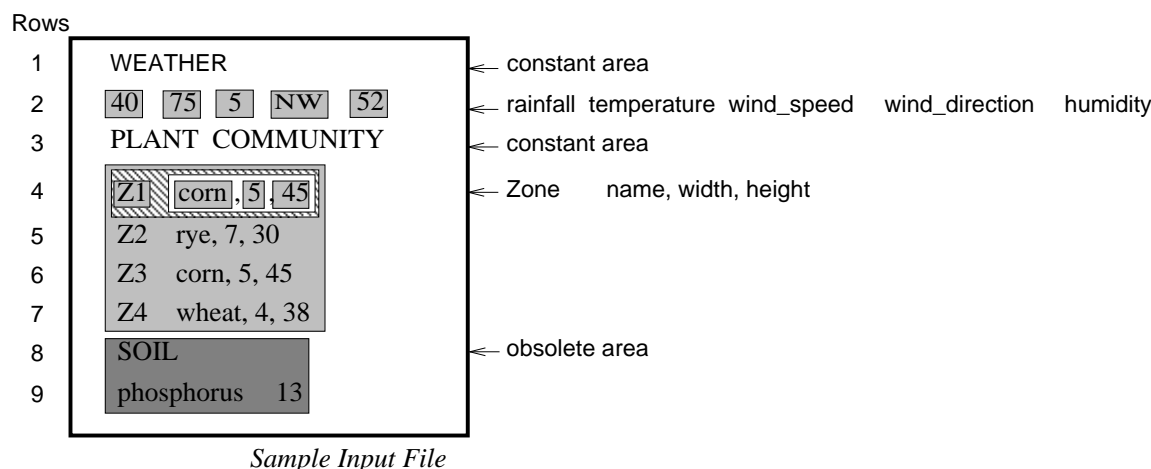 Rows
1 WEATHER constant area
2 40 75 5 NW 52 rainfall temperature wind_speed wind_direction humidity
3 PLANT COMMUNITY constant area
4 Z1 corn , 5 , 45 Zone name, width, height
5 Z2 rye, 7, 30
6 Z3 corn, 5, 45
7 Z4 wheat, 4, 38
8 SOIL obsolete area
9 phosphorus 13
Sample Input File